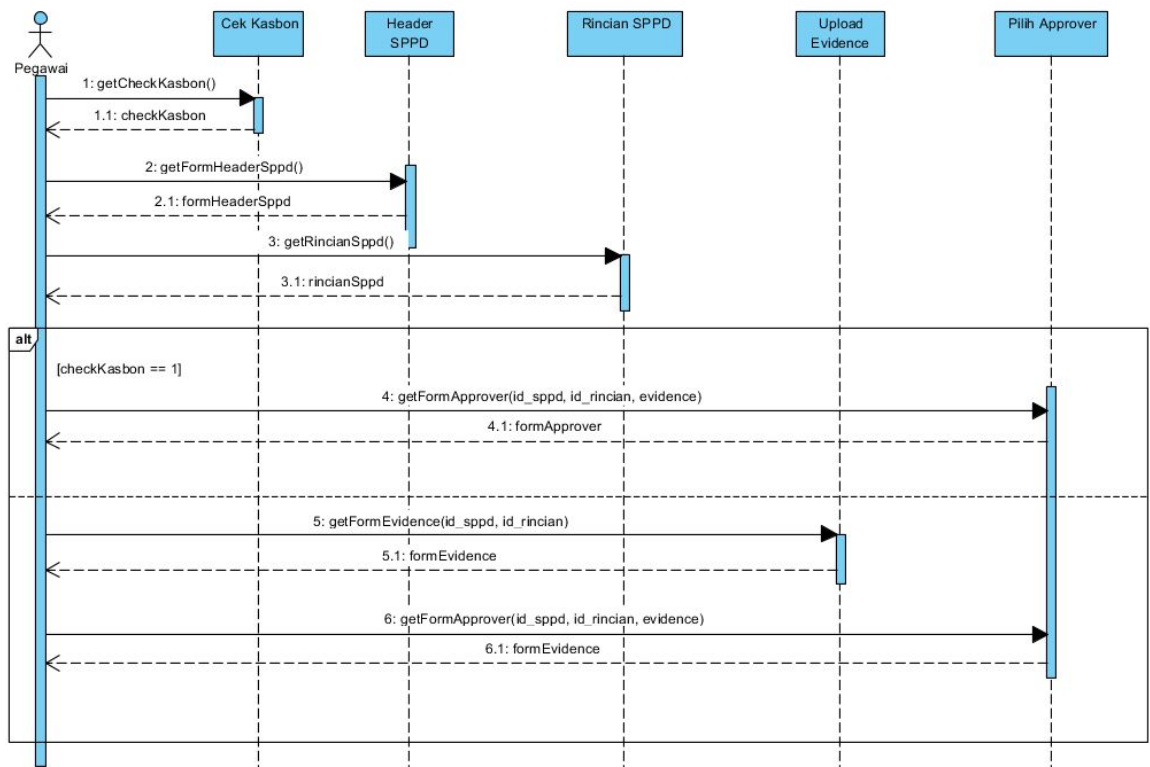 Pegawai
Cek Kasbon
Header
SPPD
Rincian SPPD
Upload
Evidence
Pilih Approver
1: getCheckKasbon()
1.1: checkKasbon
2: getFormHeaderSppd()
2.1: formHeaderSppd
3: getRincianSppd()
3.1: rincianSppd
alt
[checkKasbon == 1]
4: getFormApprover(id_sppd, id_rincian, evidence)
4.1: formApprover
5: getFormEvidence(id_sppd, id_rincian)
5.1: formEvidence
6: getFormApprover(id_sppd, id_rincian, evidence)
6.1: formEvidence